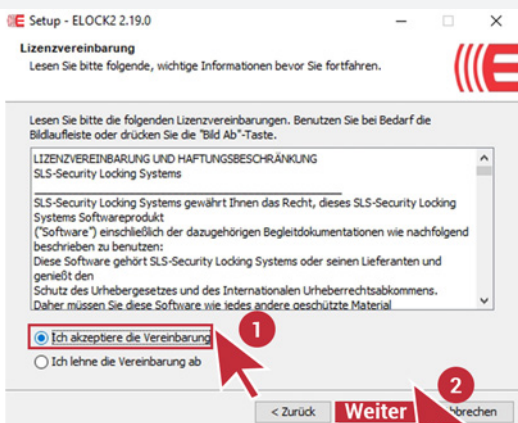 Setup - ELOCK2 2.19.0
Lizenzvereinbarung
Lesen Sie bitte folgende, wichtige Informationen bevor Sie fortfahren.
Lesen Sie bitte die folgenden Lizenzvereinbarungen. Benutzen Sie bei Bedarf die
Bildlaufleiste oder drücken Sie die "Bild Ab"-Taste.
LIZENZVEREINBARUNG UND HAFTUNGSBESCHRÄNKUNG
SLS-Security Locking Systems
SLS-Security Locking Systems gewährt Ihnen das Recht, dieses SLS-Security Locking
Systems Softwareprodukt
("Software") einschließlich der dazugehörigen Begleitdokumentationen wie nachfolgend
beschrieben zu benutzen:
Diese Software gehört SLS-Security Locking Systems oder seinen Lieferanten und
genießt den
Schutz des Urhebergesetzes und des Internationalen Urheberrechtsabkommens.
Daher müssen Sie diese Software wie jedes andere geschützte Material
Ich akzeptiere die Vereinbarung
1
Ich lehne die Vereinbarung ab
2
< Zurück Weiter